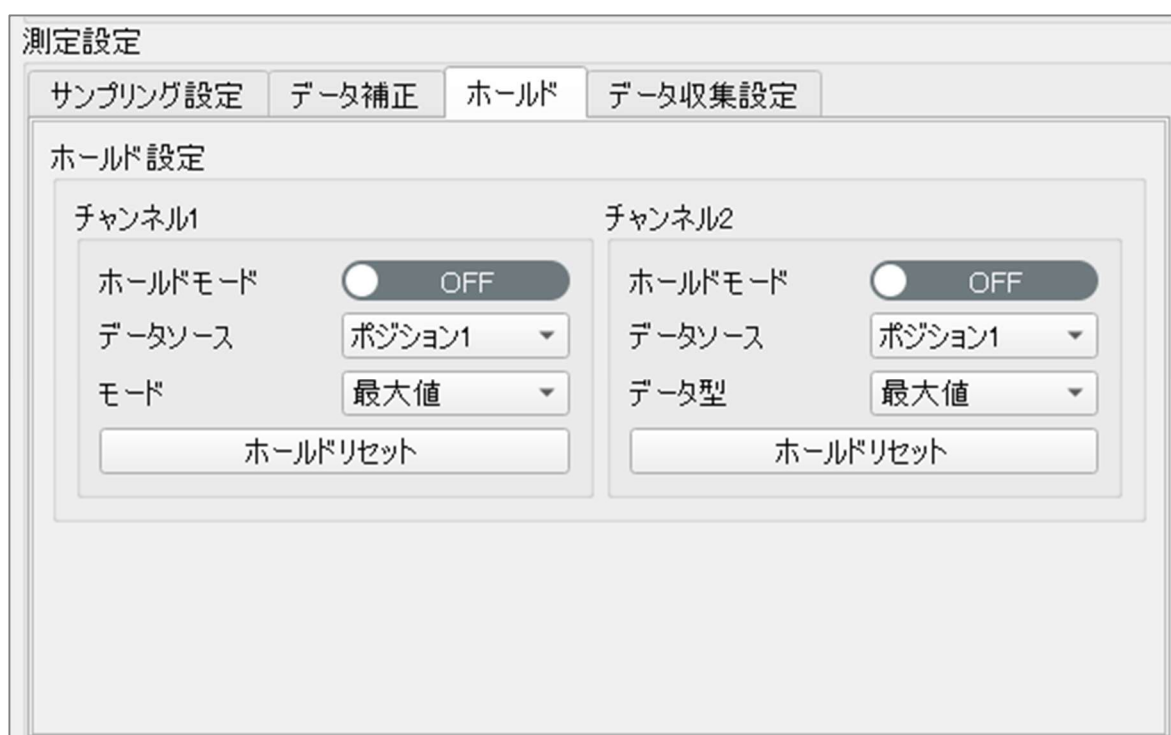 測定設定
サンプリング設定 データ補正 ホールド データ収集設定
ホールド設定
チャンネル1
ホールドモード OFF
データソース ポジション1
モード 最大値
ホールドリセット
チャンネル2
ホールドモード OFF
データソース ポジション1
データ型 最大値
ホールドリセット